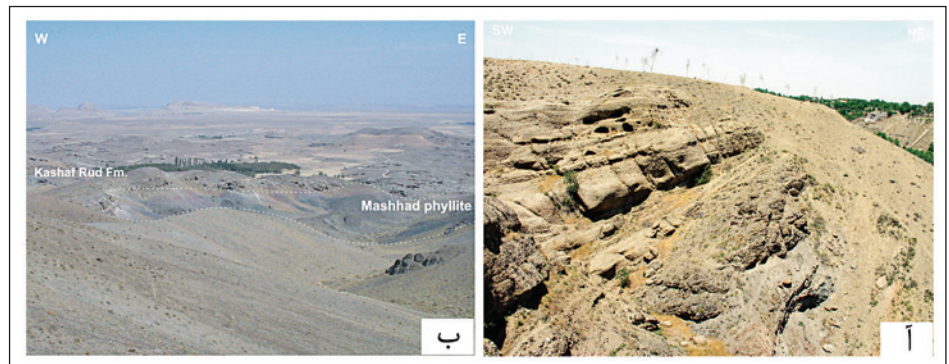 W E
Kashaf Rud Fm.
Mashhad phyllite
ب
SW NE
آ